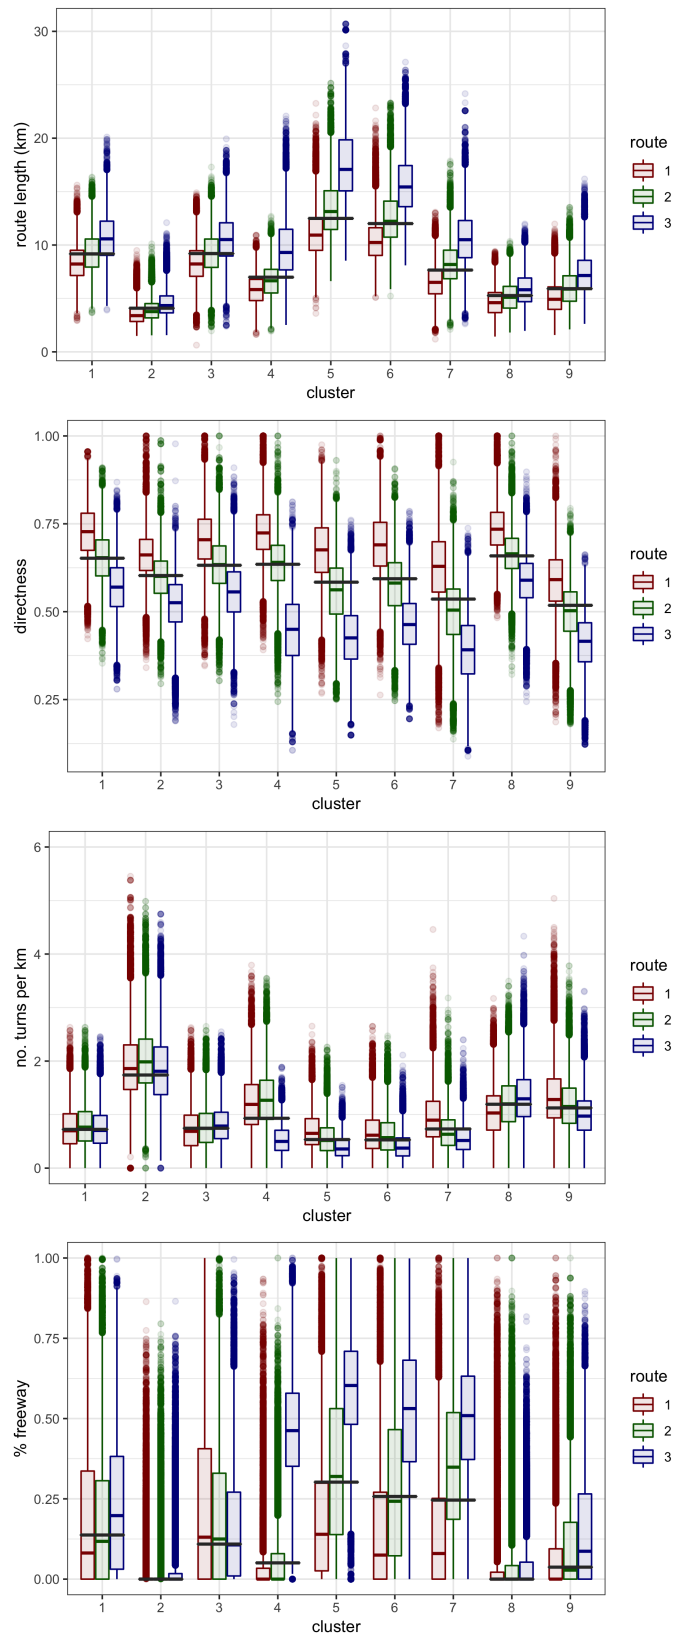 route length (km)
30
20
10
0
1 2 3 4 5 6 7 8 9
cluster
route
1
2
3
directness
1.00
0.75
0.50
0.25
1 2 3 4 5 6 7 8 9
cluster
route
1
2
3
no. turns per km
6
4
2
0
1 2 3 4 5 6 7 8 9
cluster
route
1
2
3
% freeway
1.00
0.75
0.50
0.25
0.00
1 2 3 4 5 6 7 8 9
cluster
route
1
2
3